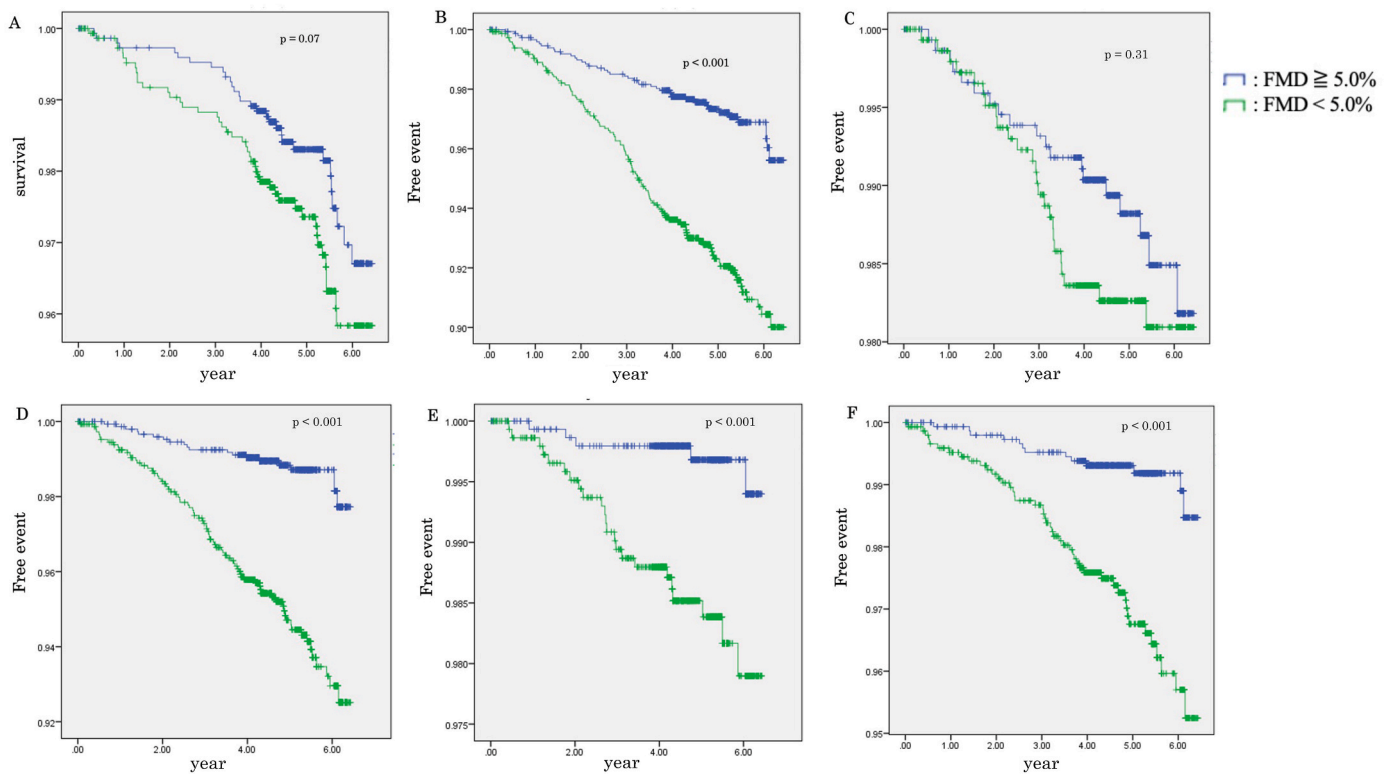 A
p = 0.07
survival
1.00
0.99
0.98
0.97
0.96
.00 1.00 2.00 3.00 4.00 5.00 6.00
year
B
p < 0.001
Free event
1.00
0.98
0.96
0.94
0.92
0.90
.00 1.00 2.00 3.00 4.00 5.00 6.00
year
C
p = 0.31
Free event
1.000
0.995
0.990
0.985
0.980
.00 1.00 2.00 3.00 4.00 5.00 6.00
year
: FMD ≧ 5.0%
: FMD < 5.0%
D
p < 0.001
Free event
1.00
0.98
0.96
0.94
0.92
.00 1.00 2.00 3.00 4.00 5.00 6.00
year
E
p < 0.001
Free event
1.000
0.995
0.990
0.985
0.980
0.975
.00 2.00 4.00 6.00
year
F
p < 0.001
Free event
1.00
0.99
0.98
0.97
0.96
0.95
.00 1.00 2.00 3.00 4.00 5.00 6.00
year